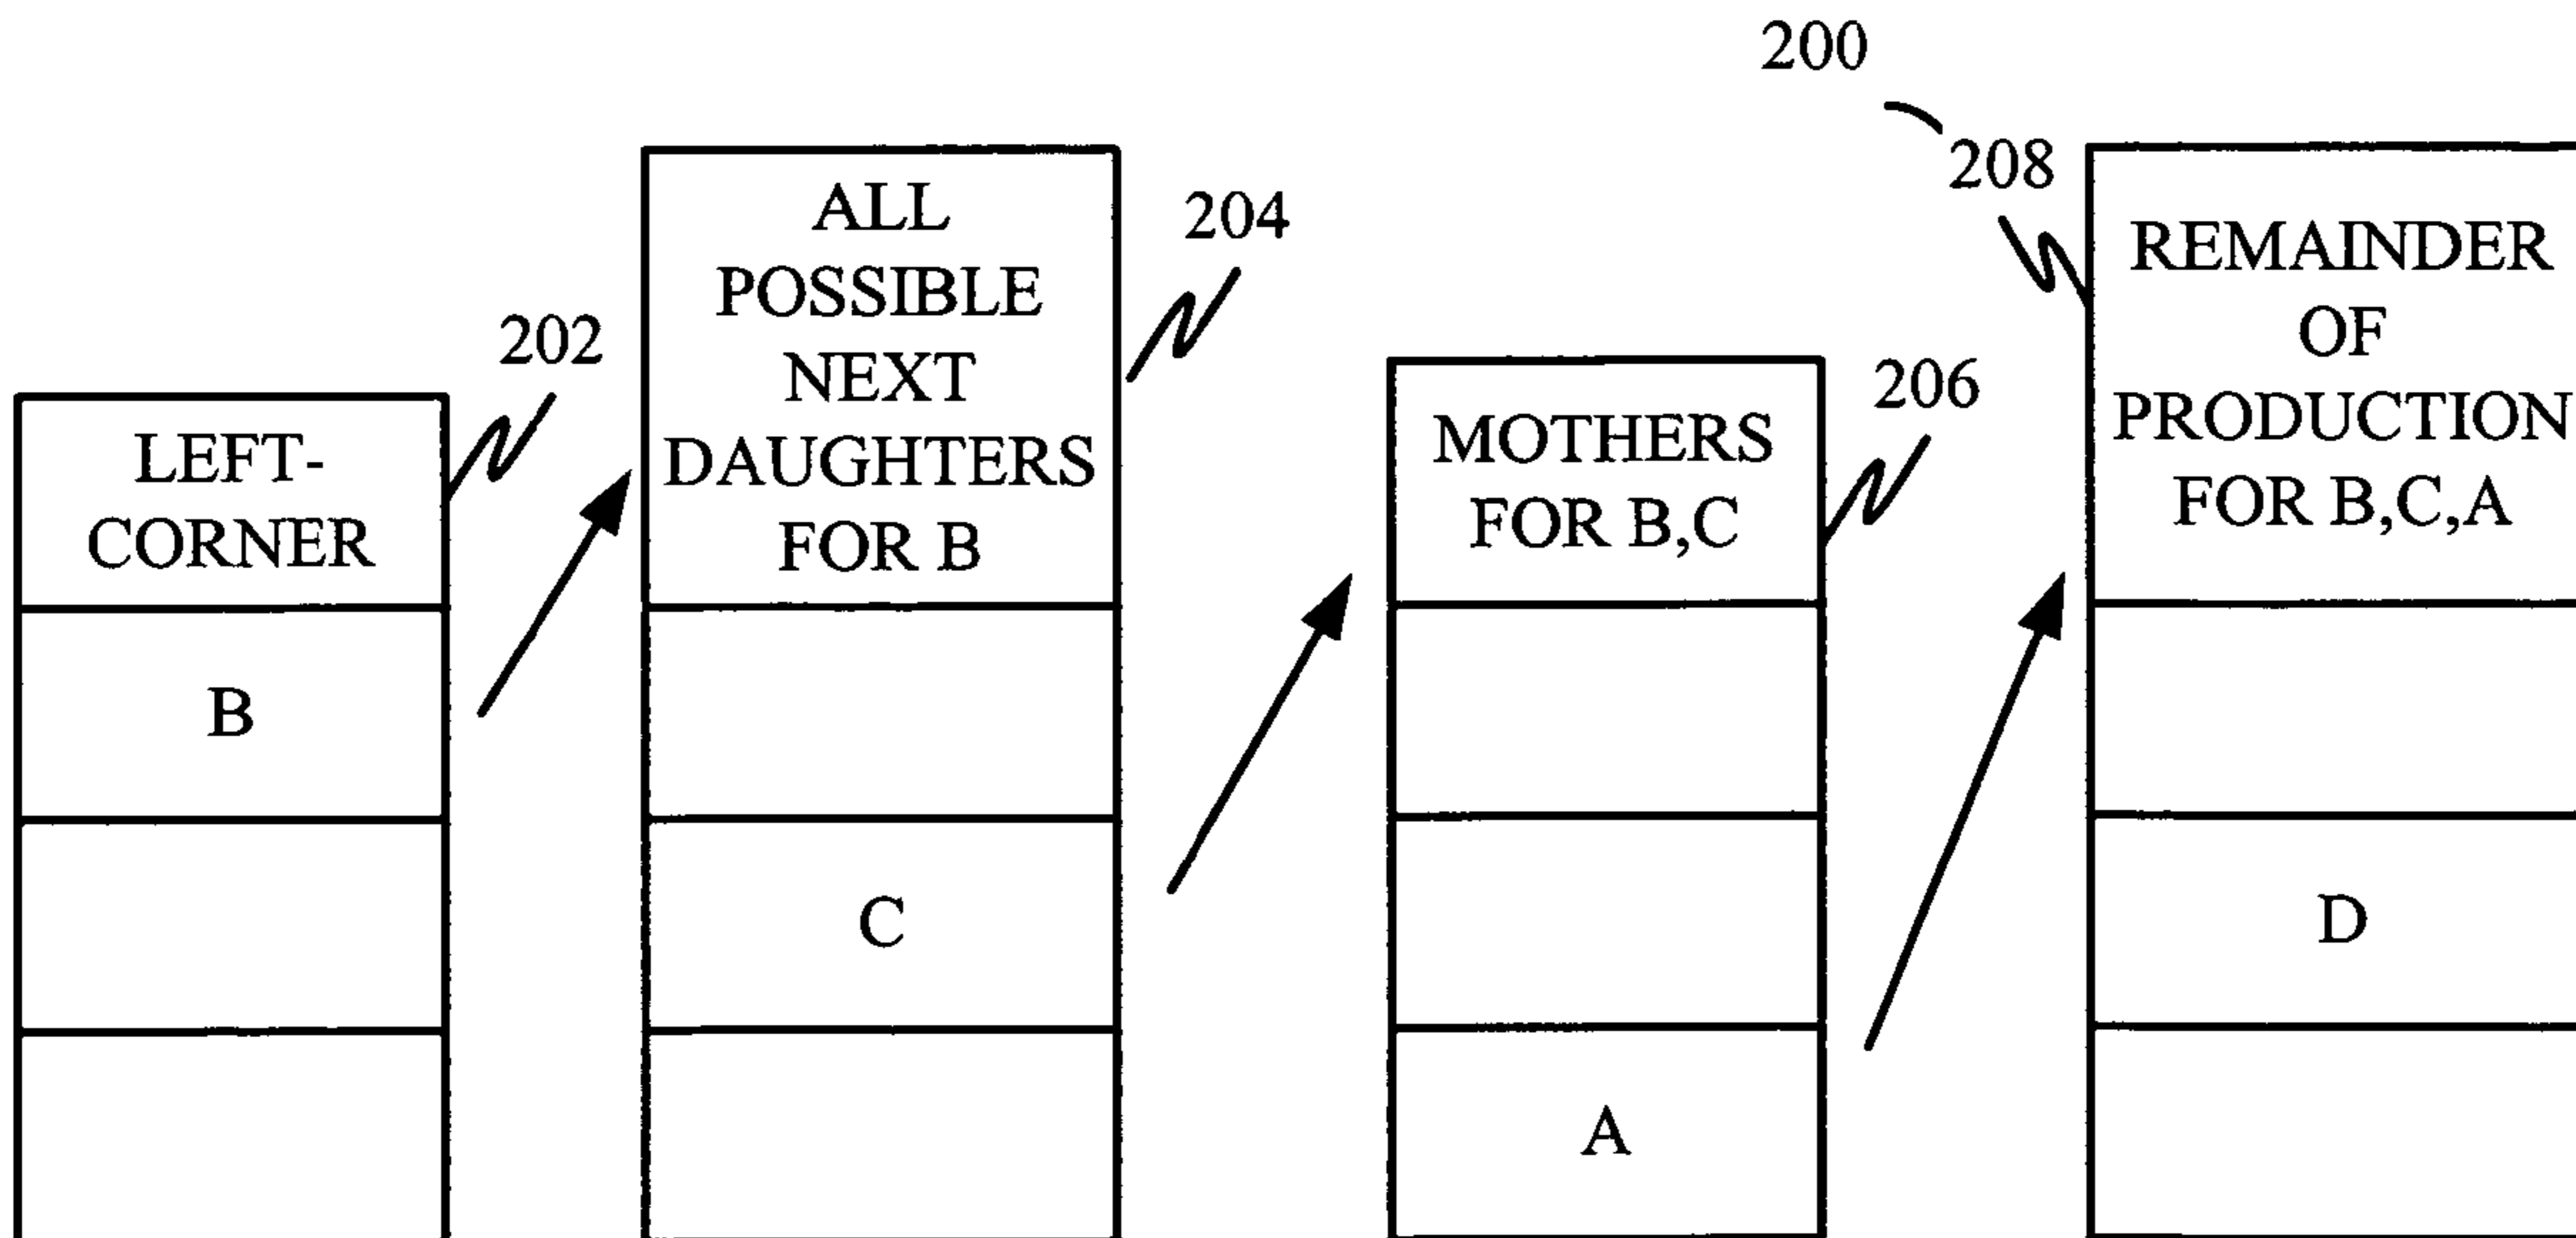 200
202
LEFT-
CORNER
B
204
ALL
POSSIBLE
NEXT
DAUGHTERS
FOR B
C
206
MOTHERS
FOR B,C
A
208
REMAINDER
OF
PRODUCTION
FOR B,C,A
D